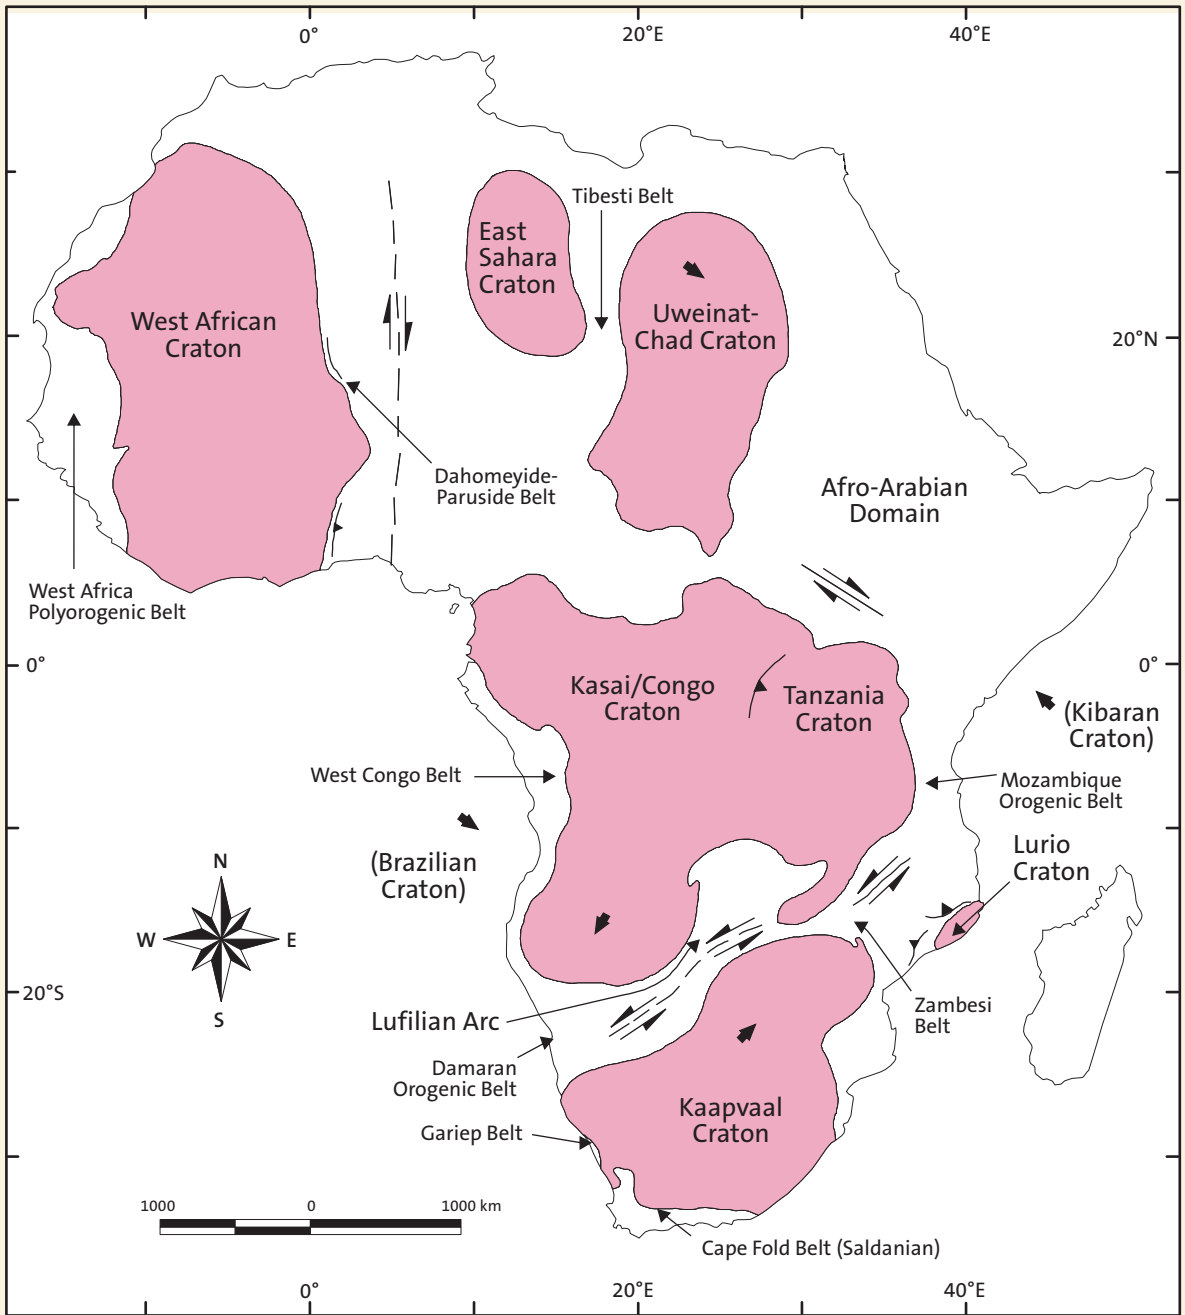 0°
20°E
40°E
Tibesti Belt
East
Sahara
Craton
Uweinat-
Chad Craton
West African
Craton
20°N
Dahomeyide-
Paruside Belt
Afro-Arabian
Domain
West Africa
Polyorogenic Belt
0°
0°
Kasai/Congo
Craton
Tanzania
Craton
(Kibaran
Craton)
West Congo Belt
Mozambique
Orogenic Belt
(Brazilian
Craton)
Lurio
Craton
N
W
E
S
20°S
Lufilian Arc
Zambesi
Belt
Damaran
Orogenic Belt
Gariep Belt
Kaapvaal
Craton
1000
0
1000 km
Cape Fold Belt (Saldanian)
0°
20°E
40°E